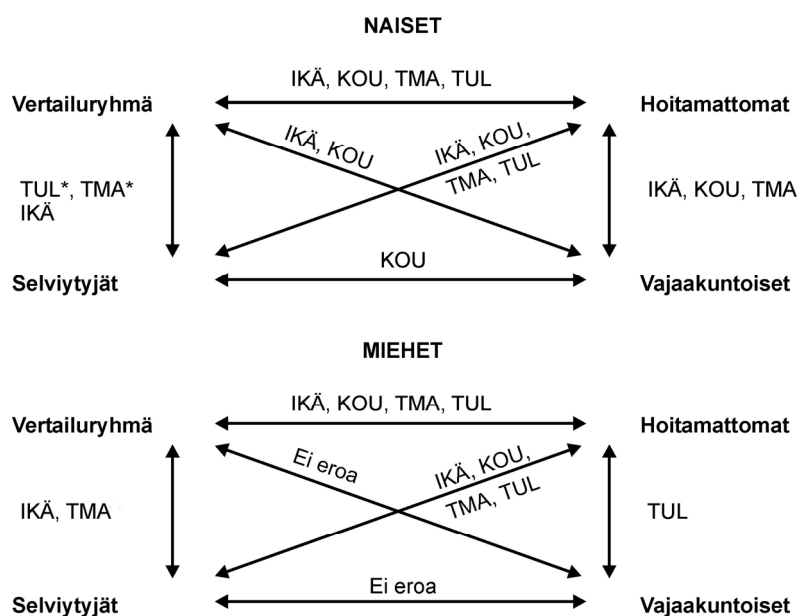 NAISET
IKÄ, KOU, TMA, TUL
Vertailuryhmä
Hoitamattomat
IKÄ, KOU
IKÄ, KOU,
TMA, TUL
TUL*, TMA*
IKÄ
IKÄ, KOU, TMA
KOU
Selviytyjät
Vajaakuntoiset
MIEHET
IKÄ, KOU, TMA, TUL
Vertailuryhmä
Hoitamattomat
Ei eroa
IKÄ, KOU,
TMA, TUL
IKÄ, TMA
TUL
Ei eroa
Selviytyjät
Vajaakuntoiset